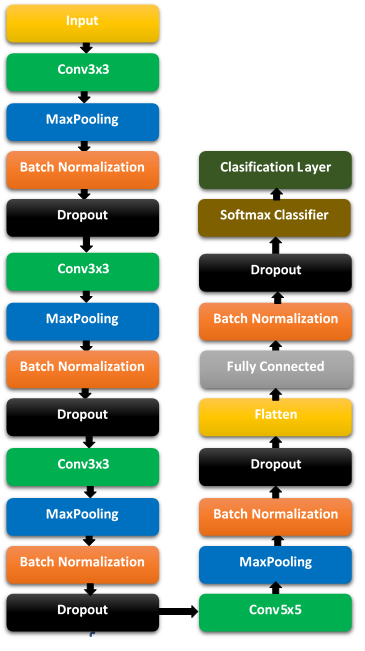 Input
Conv3x3
MaxPooling
Batch Normalization
Dropout
Conv3x3
MaxPooling
Batch Normalization
Dropout
Conv3x3
MaxPooling
Batch Normalization
Dropout
Conv5x5
MaxPooling
Batch Normalization
Dropout
Flatten
Fully Connected
Batch Normalization
Dropout
Softmax Classifier
Clasification Layer